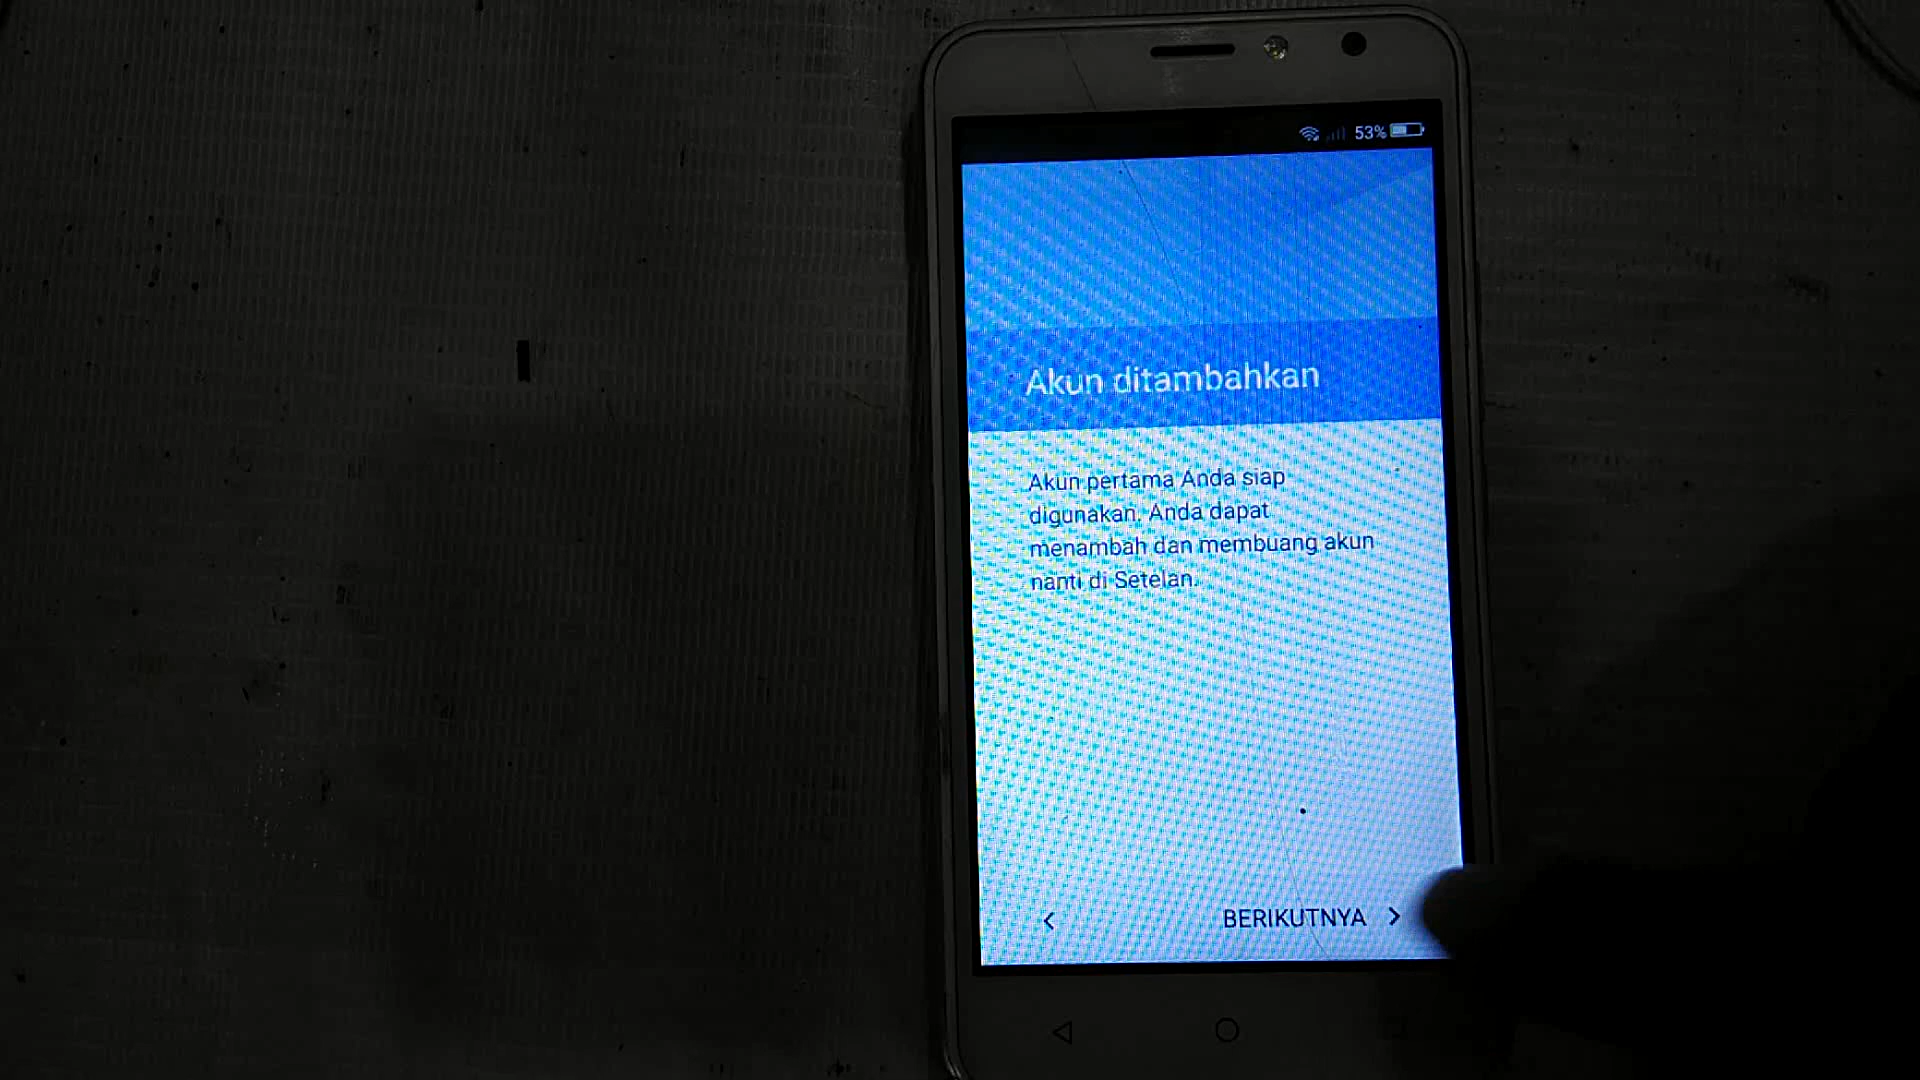 53%
Akun ditambahkan
Akun pertama Anda siap
digunakan. Anda dapat
menambah dan membuang akun
nanti di Setelan.
BERIKUTNYA